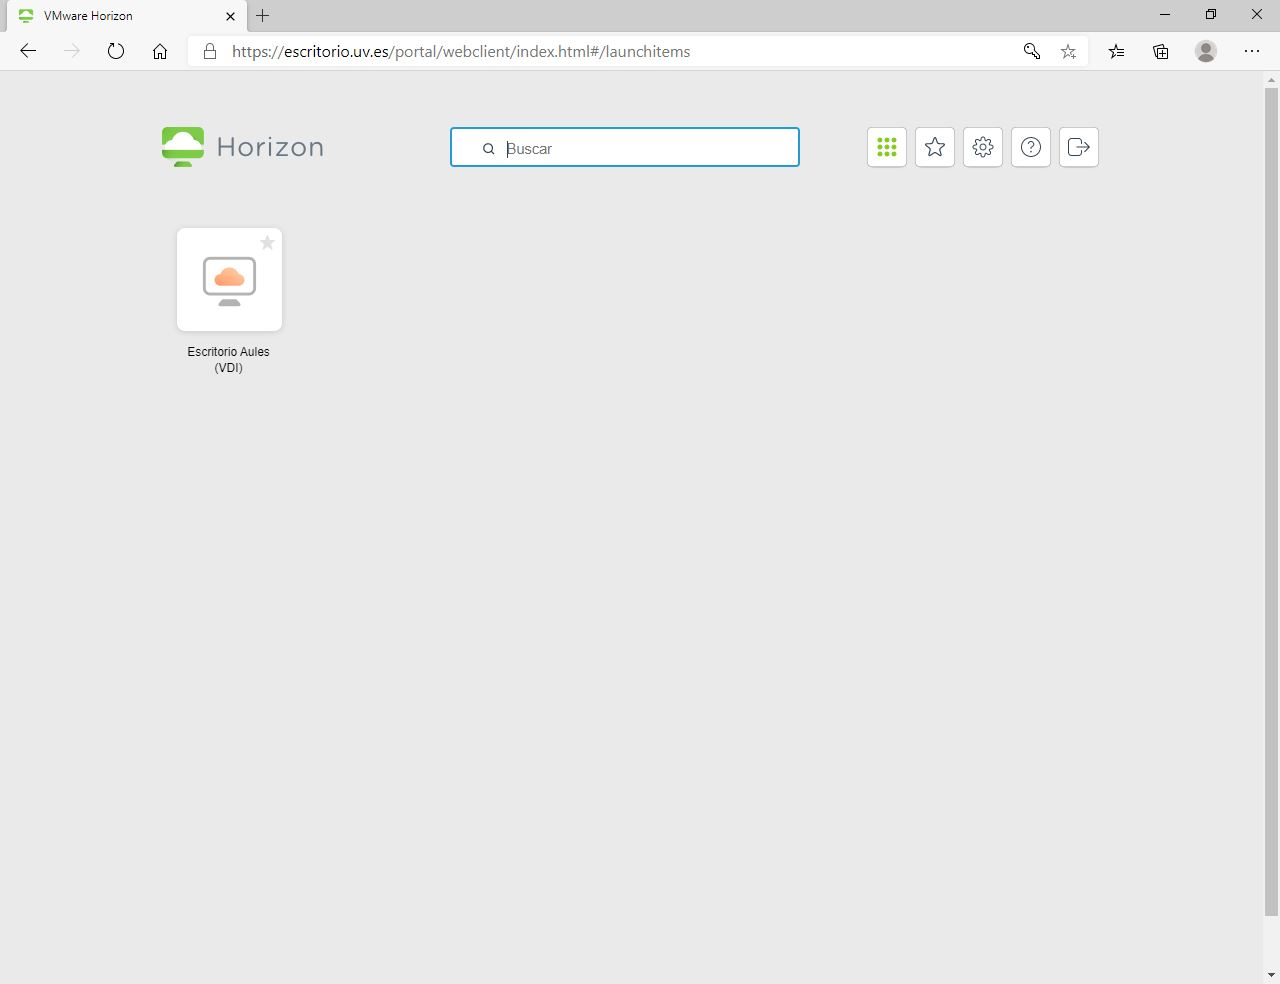 VMware Horizon
https://escritorio.uv.es/portal/webclient/index.html#/launchitems
Horizon
Buscar
Escritorio Aules
(VDI)